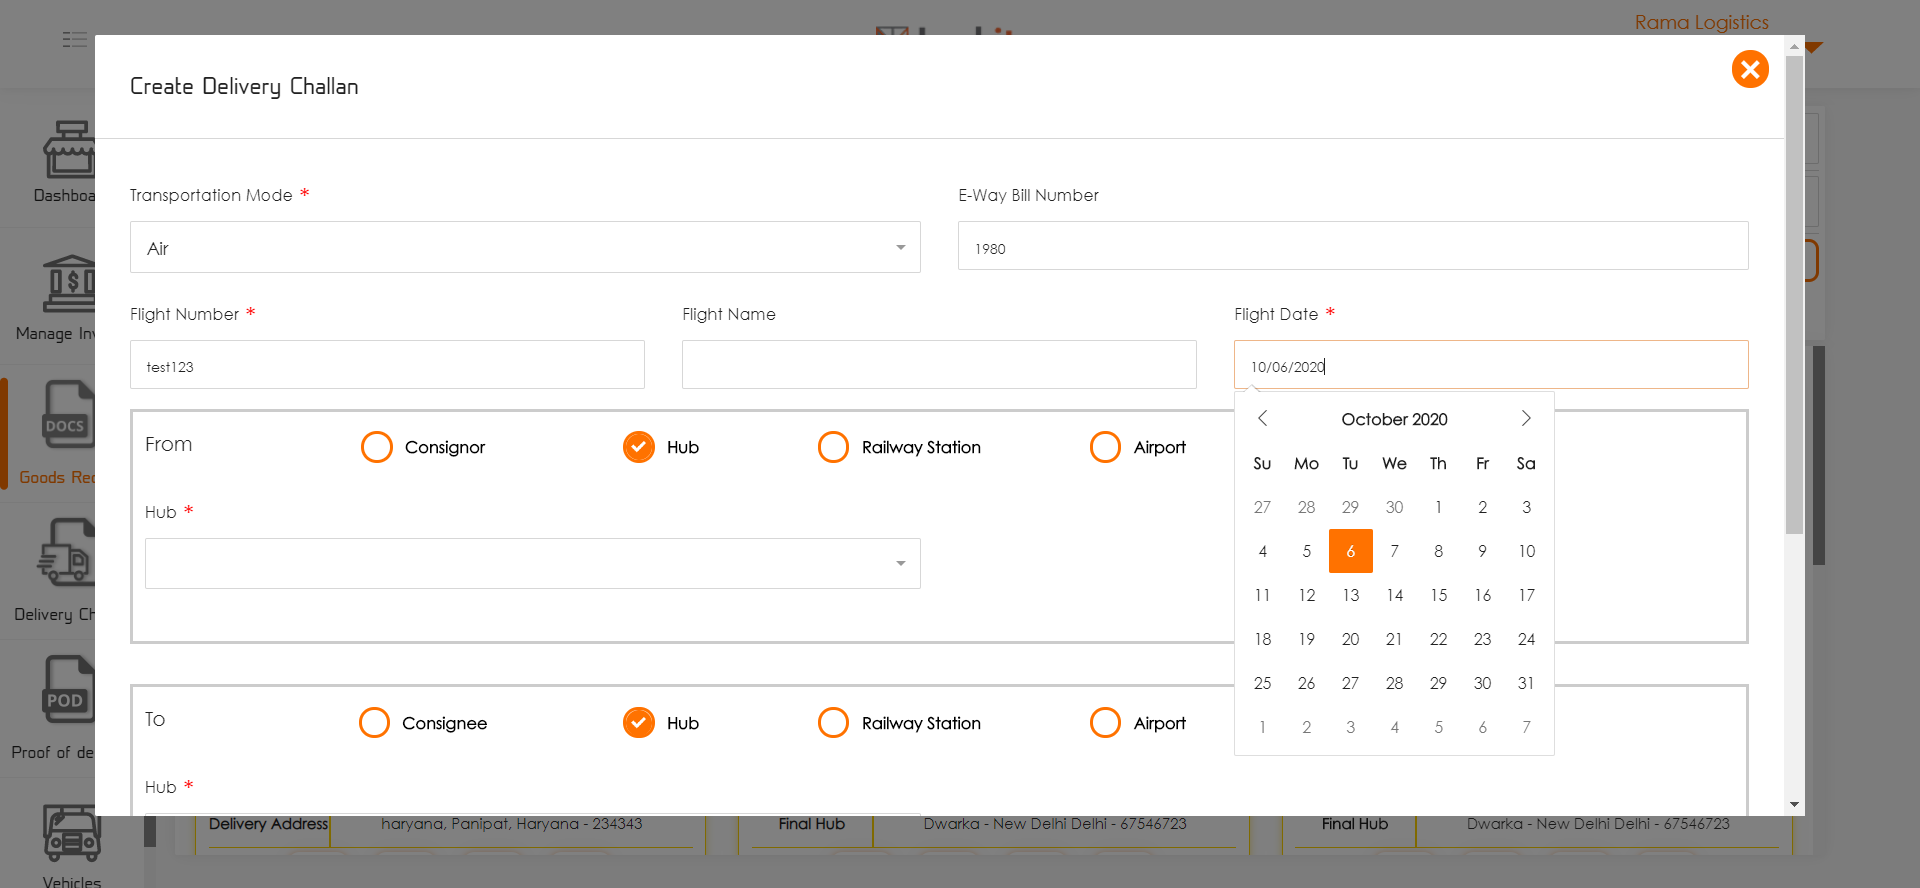 Rama Logistics
Create Delivery Challan
Transportation Mode *
E-Way Bill Number
Air
1980
Flight Number *
Flight Name
Flight Date *
test123
10/06/2020
October 2020
Su Mo Tu We Th Fr Sa
27 28 29 30 1 2 3
4 5 6 7 8 9 10
11 12 13 14 15 16 17
18 19 20 21 22 23 24
25 26 27 28 29 30 31
1 2 3 4 5 6 7
From
Consignor
Hub
Railway Station
Airport
Hub *
To
Consignee
Hub
Railway Station
Airport
Hub *
Dashboa
Manage Inv
DOCS
Goods Rec
Delivery Ch
POD
Proof of de
Vehicles
Delivery Address
haryana, Panipat, Haryana - 234343
Final Hub
Dwarka - New Delhi Delhi - 67546723
Final Hub
Dwarka - New Delhi Delhi - 67546723